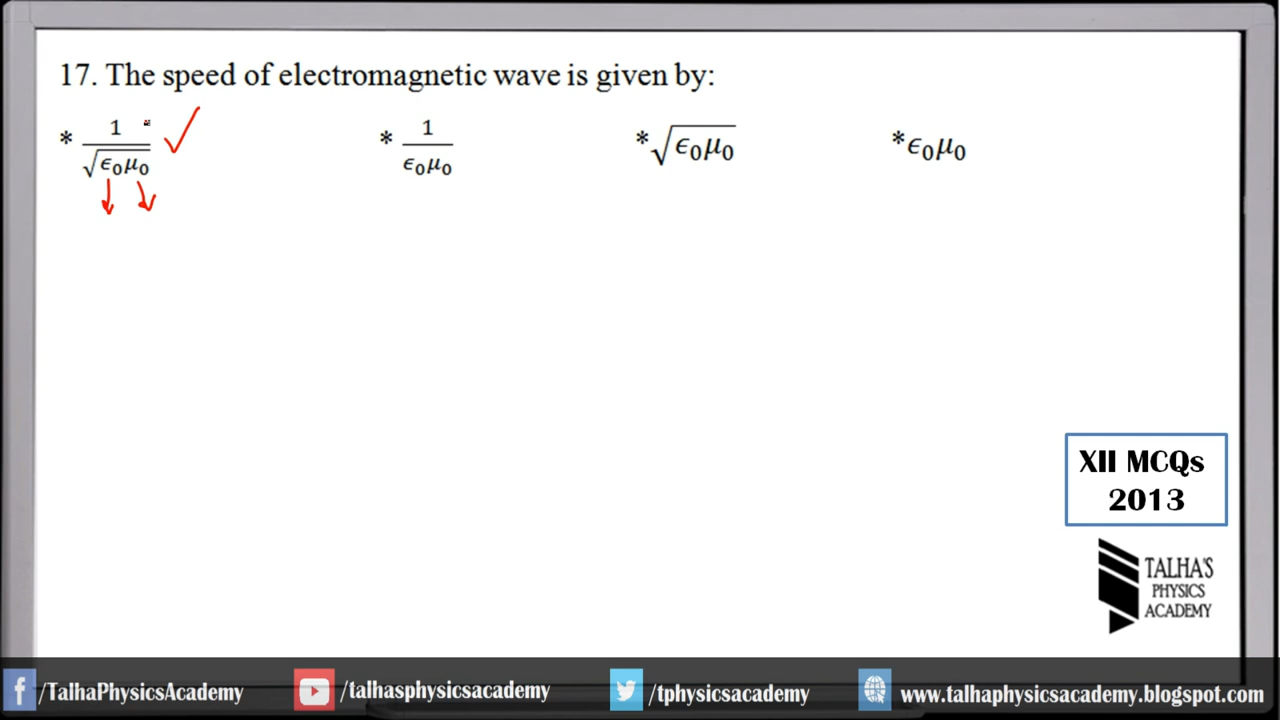 17. The speed of electromagnetic wave is given by:
* 1/√ϵ₀μ₀ ✓ * 1/ϵ₀μ₀ *√ϵ₀μ₀ *ϵ₀μ₀
XII MCQs
2013
TALHA'S
PHYSICS
ACADEMY
/TalhaPhysicsAcademy /talhasphysicsacademy /tphysicsacademy www.talhaphysicsacademy.blogspot.com